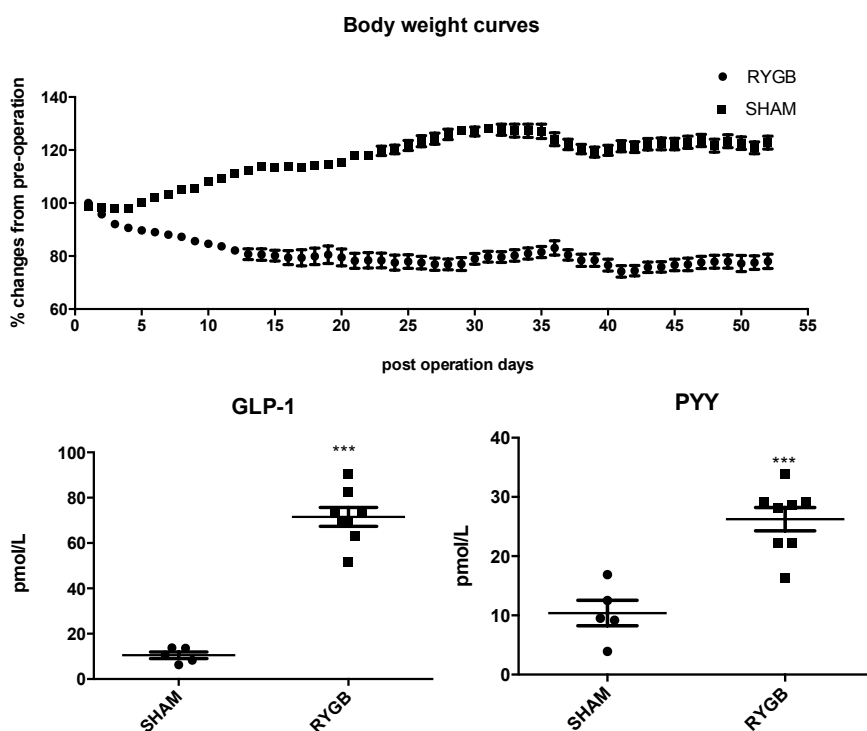 Body weight curves
RYGB
SHAM
% changes from pre-operation
140
120
100
80
60
0 5 10 15 20 25 30 35 40 45 50 55
post operation days
GLP-1
pmol/L
100
80
60
40
20
0
***
SHAM RYGB
PYY
pmol/L
40
30
20
10
0
***
SHAM RYGB